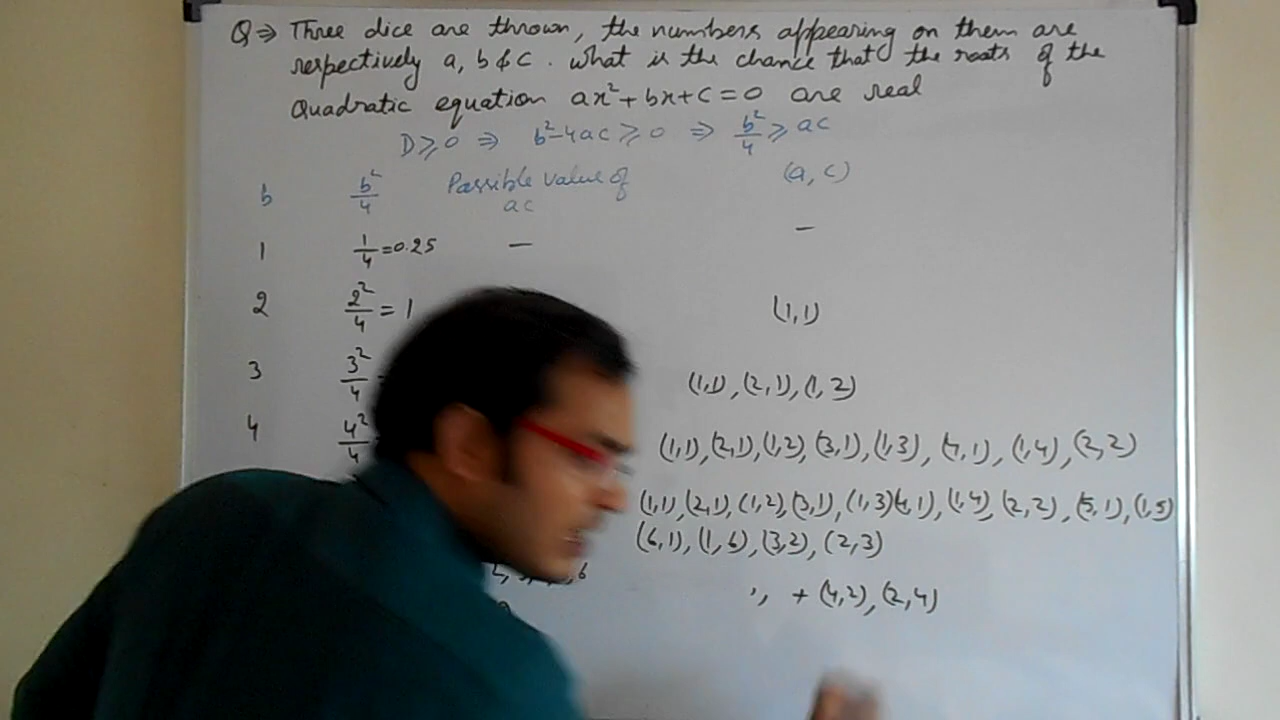 Q⇒ Three dice are thrown, the numbers appearing on them are
respectively a, b & c. what is the chance that the roots of the
Quadratic equation ax²+bx+c=0 are real
D≥0 ⇒ b²-4ac≥0 ⇒ b²/4 ≥ ac
b b²/4 Passible value of ac (a, c)
1 1/4=0.25 — —
2 2²/4 = 1 (1,1)
3 3²/4 = (1,1), (2,1), (1,2)
4 4²/4 (1,1), (2,1), (1,2), (3,1), (1,3), (4,1), (1,4), (2,2)
(1,1), (2,1), (1,2), (3,1), (1,3) (4,1), (1,4), (2,2), (5,1), (1,5)
(6,1), (1,6), (3,2), (2,3)
6 ,, + (4,2), (2,4)